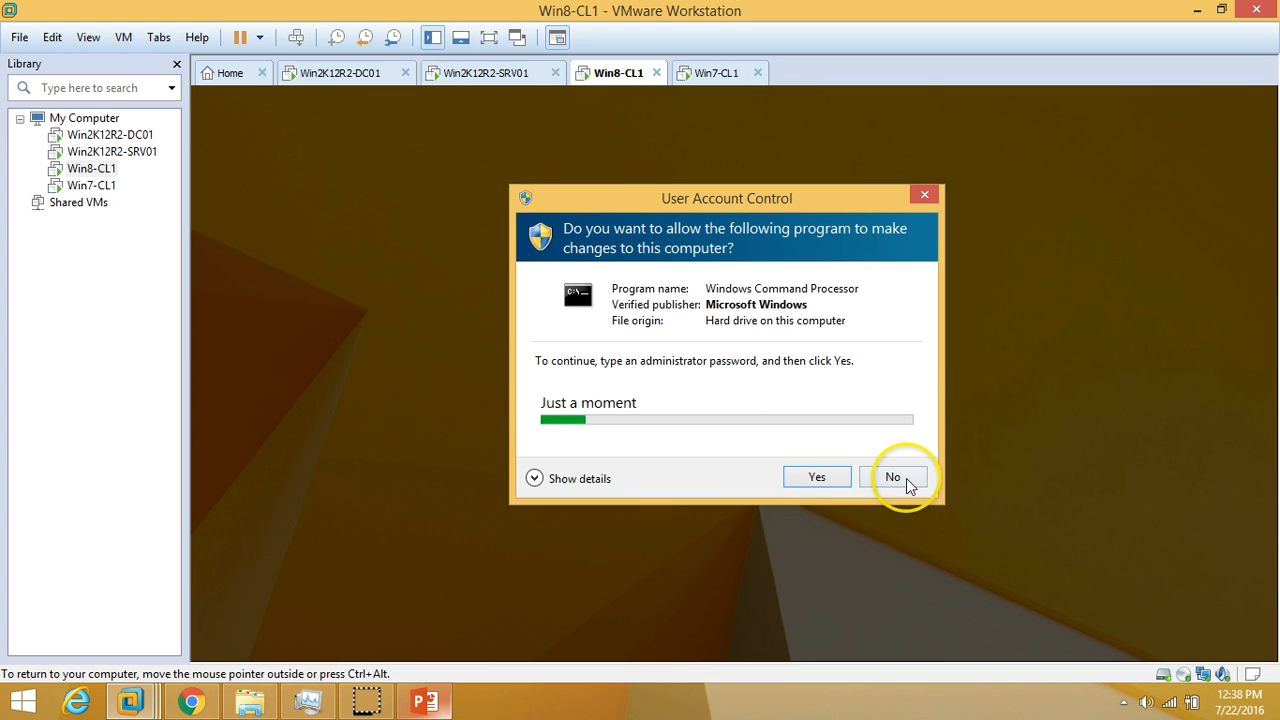 Win8-CL1 - VMware Workstation
File Edit View VM Tabs Help
Library
Home
Win2K12R2-DC01
Win2K12R2-SRV01
Win8-CL1
Win7-CL1
Type here to search
My Computer
Win2K12R2-DC01
Win2K12R2-SRV01
Win8-CL1
Win7-CL1
Shared VMs
User Account Control
Do you want to allow the following program to make
changes to this computer?
C:\_
Program name: Windows Command Processor
Verified publisher: Microsoft Windows
File origin: Hard drive on this computer
To continue, type an administrator password, and then click Yes.
Just a moment
Show details
Yes
No
To return to your computer, move the mouse pointer outside or press Ctrl+Alt.
12:38 PM
7/22/2016